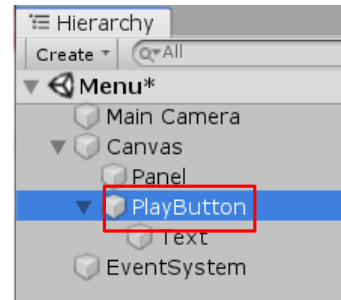 Hierarchy
Create All
Menu*
Main Camera
Canvas
Panel
PlayButton
Text
EventSystem